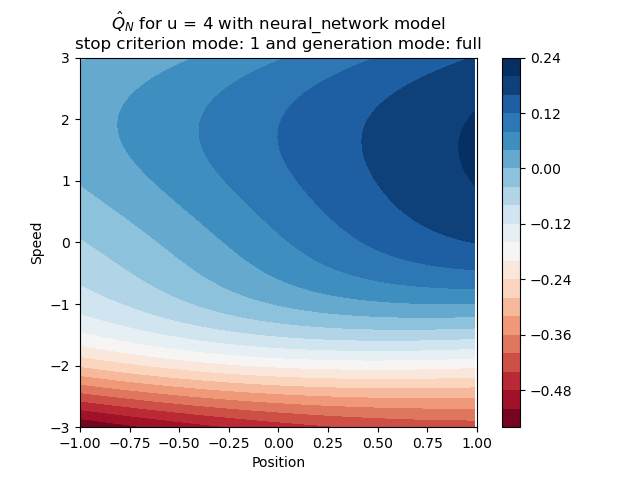 $\hat{Q}_N$ for u = 4 with neural_network model
stop criterion mode: 1 and generation mode: full
3
2
1
0
−1
−2
−3
Speed
−1.00 −0.75 −0.50 −0.25 0.00 0.25 0.50 0.75 1.00
Position
0.24
0.12
0.00
−0.12
−0.24
−0.36
−0.48